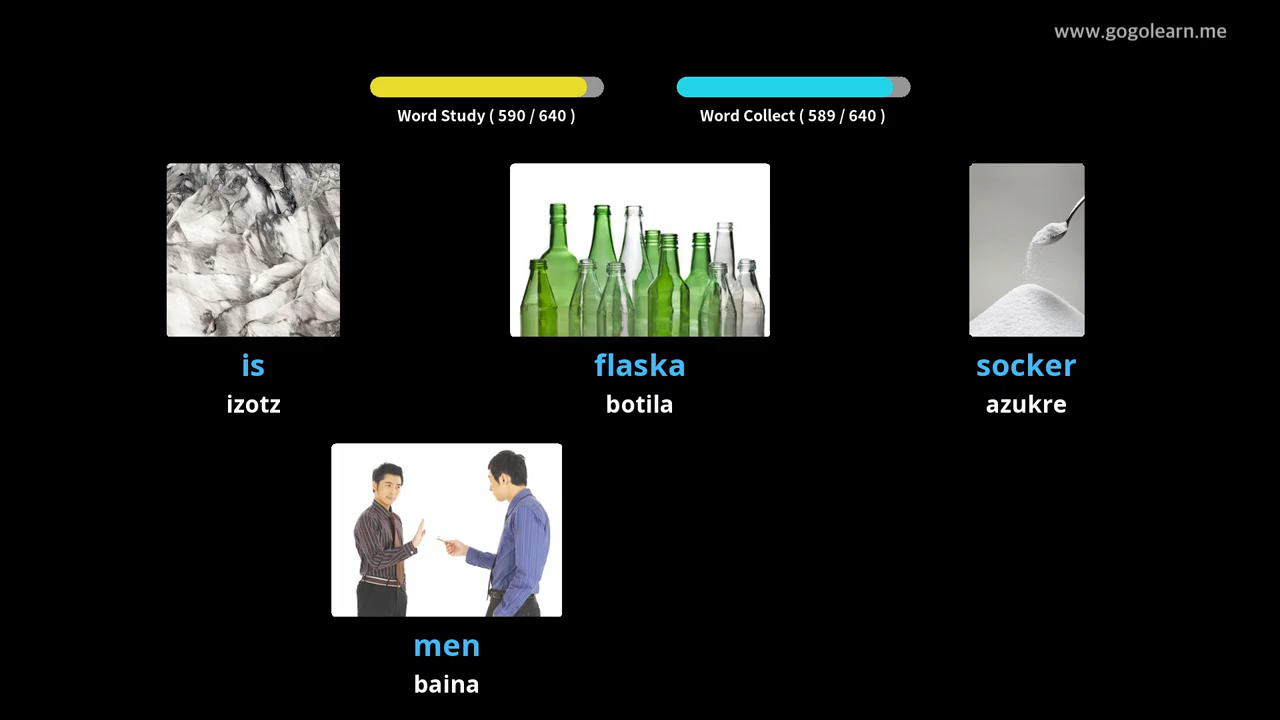 www.gogolearn.me
Word Study ( 590 / 640 )
Word Collect ( 589 / 640 )
is
izotz
flaska
botila
socker
azukre
men
baina